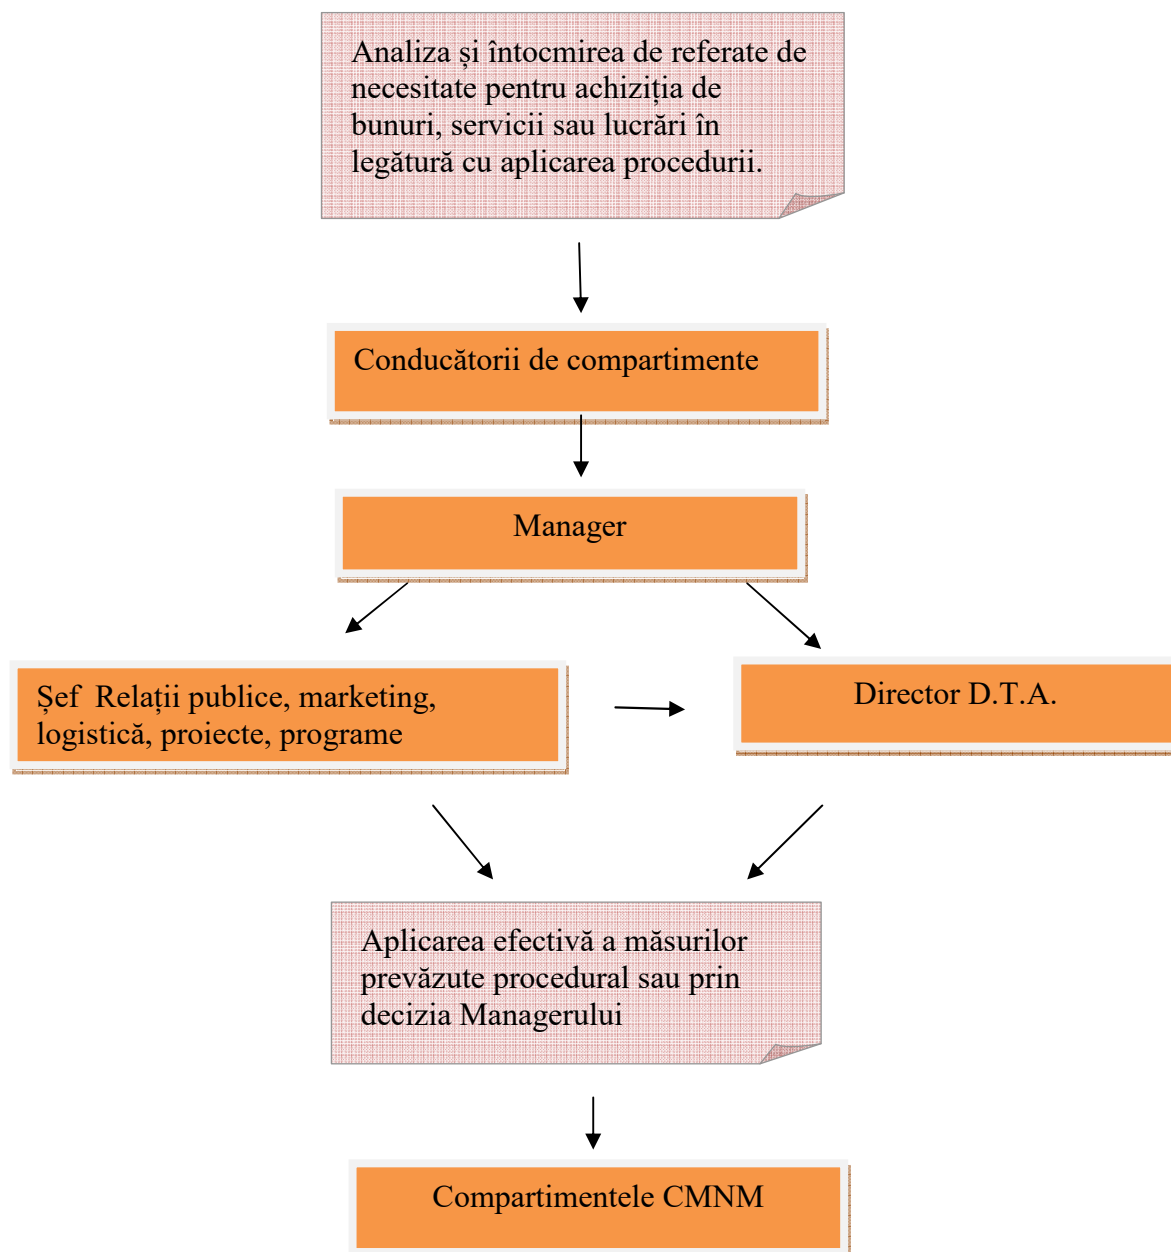 Analiza și întocmirea de referate de
necesitate pentru achiziția de
bunuri, servicii sau lucrări în
legătură cu aplicarea procedurii.
Conducătorii de compartimente
Manager
Șef  Relații publice, marketing,
logistică, proiecte, programe
Director D.T.A.
Aplicarea efectivă a măsurilor
prevăzute procedural sau prin
decizia Managerului
Compartimentele CMNM